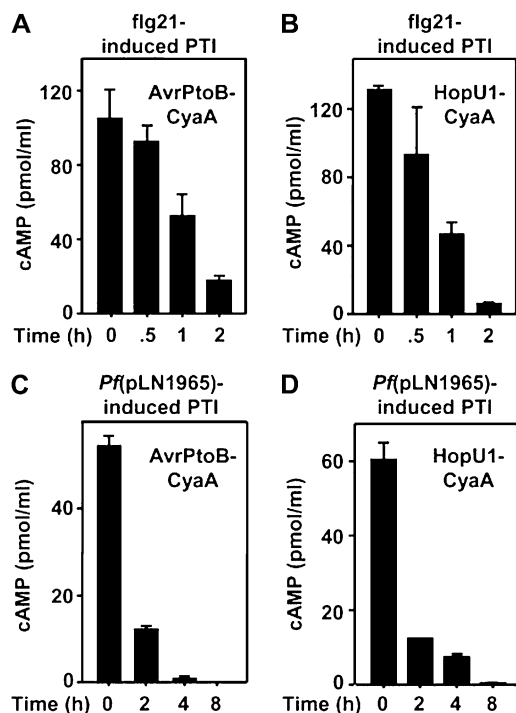 A
flg21-
induced PTI
AvrPtoB-
CyaA
cAMP (pmol/ml)
120
80
40
0
Time (h) 0 .5 1 2
B
flg21-
induced PTI
HopU1-
CyaA
cAMP (pmol/ml)
120
80
40
0
Time (h) 0 .5 1 2
C
Pf(pLN1965)-
induced PTI
AvrPtoB-
CyaA
cAMP (pmol/ml)
40
20
0
Time (h) 0 2 4 8
D
Pf(pLN1965)-
induced PTI
HopU1-
CyaA
cAMP (pmol/ml)
60
40
20
0
Time (h) 0 2 4 8